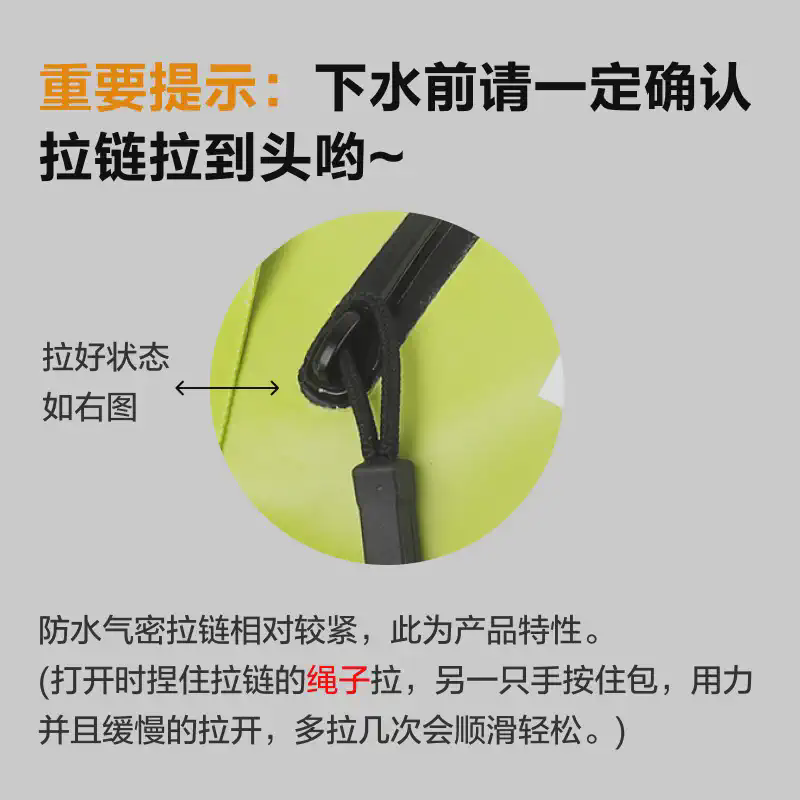 重要提示：下水前请一定确认
拉链拉到头哟~
拉好状态
如右图
防水气密拉链相对较紧，此为产品特性。
(打开时捏住拉链的绳子拉，另一只手按住包，用力
并且缓慢的拉开，多拉几次会顺滑轻松。)